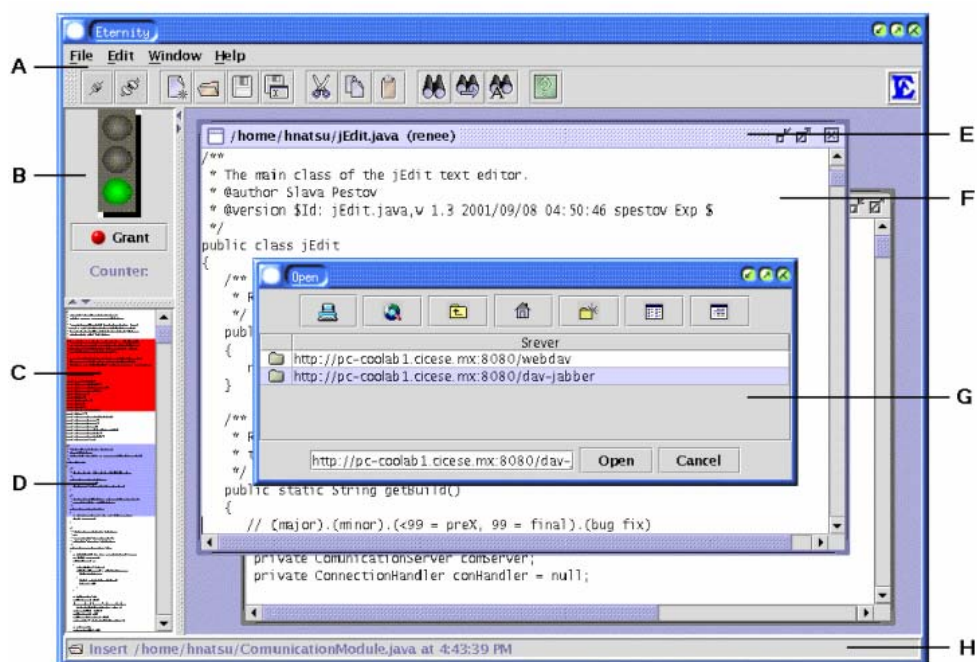 Eternity
File Edit Window Help
A
E
/home/hnatsu/jEdit.java (renee)
E
/**
* The main class of the jEdit text editor.
* @author Slava Pestov
* @version $Id: jEdit.java,v 1.3 2001/09/08 04:50:46 spestov Exp $
*/
public class jEdit
{
F
B
Grant
Counter:
Open
/**
* R
*/
publ
{
r
}
Srever
http://pc-coolab1.cicese.mx:8080/webdav
http://pc-coolab1.cicese.mx:8080/dav-jabber
C
G
/**
* R
*/
http://pc-coolab1.cicese.mx:8080/dav-
Open Cancel
D
public static String getBuild()
{
// (major).(minor).(<99 = preX, 99 = final).(bug fix)
private ComunicationServer comServer;
private ConnectionHandler conHandler = null;
Insert /home/hnatsu/ComunicationModule.java at 4:43:39 PM
H